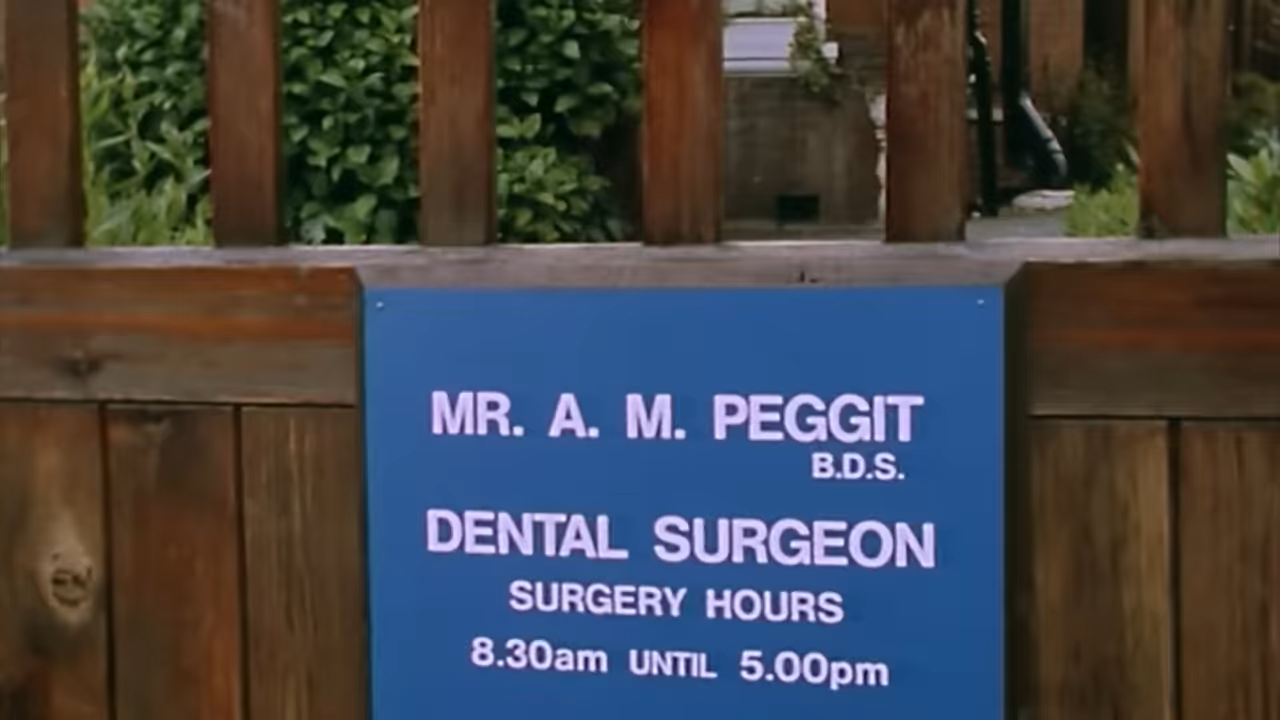 MR. A. M. PEGGIT
B.D.S.
DENTAL SURGEON
SURGERY HOURS
8.30am UNTIL 5.00pm